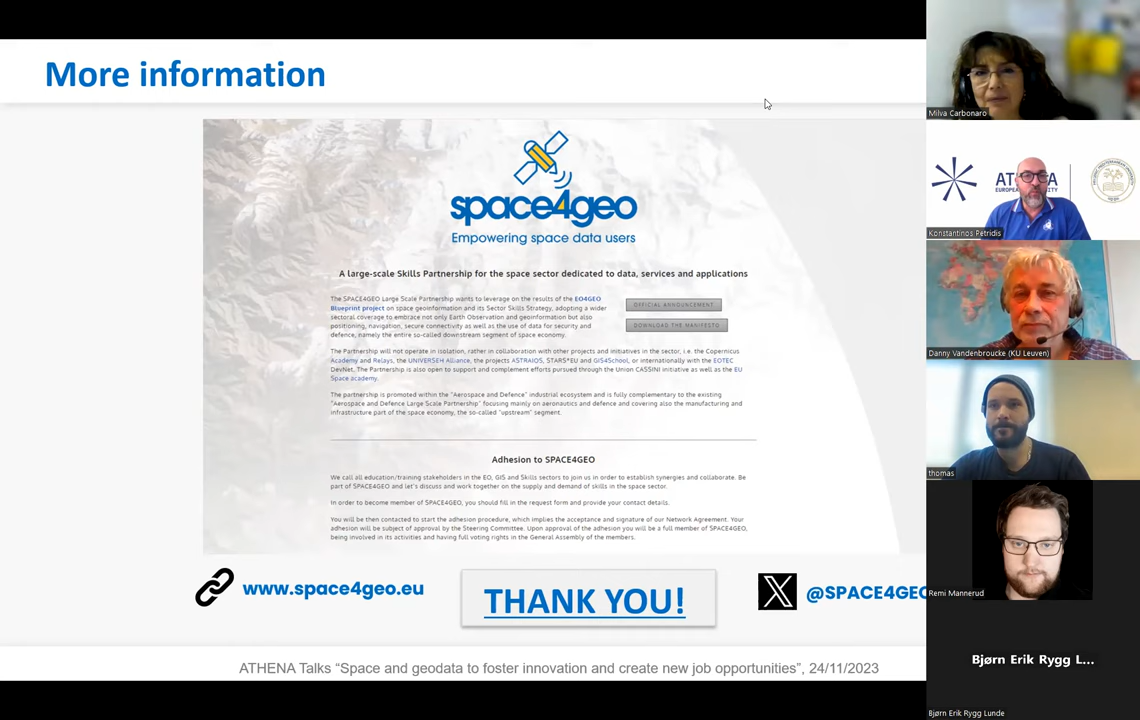 More information
space4geo
Empowering space data users
A large-scale Skills Partnership for the space sector dedicated to data, services and applications
The SPACE4GEO Large Scale Partnership wants to leverage on the results of the EO4GEO
Blueprint project on space geoinformation and its Sector Skills Strategy, adopting a wider
sectoral coverage to embrace not only Earth Observation and geoinformation but also
positioning, navigation, secure connectivity as well as the use of data for security and
defence, namely the entire so-called downstream segment of space economy.
OFFICIAL ANNOUNCEMENT
DOWNLOAD THE MANIFESTO
The Partnership will not operate in isolation, rather in collaboration with other projects and initiatives in the sector, i.e. the Copernicus
Academy and Relays, the UNIVERSEH Alliance, the projects ASTRAIOS, STARS*EU and GIS4School, or internationally with the EOTEC
DevNet. The Partnership is also open to support and complement efforts pursued through the Union CASSINI initiative as well as the EU
Space academy.
The partnership is promoted within the "Aerospace and Defence" industrial ecosystem and is fully complementary to the existing
"Aerospace and Defence Large Scale Partnership" focusing mainly on aeronautics and defence and covering also the manufacturing and
infrastructure part of the space economy, the so-called "upstream" segment.
Adhesion to SPACE4GEO
We call all education/training stakeholders in the EO, GIS and Skills sectors to join us in order to establish synergies and collaborate. Be
part of SPACE4GEO and let's discuss and work together on the supply and demand of skills in the space sector.
In order to become member of SPACE4GEO, you should fill in the request form and provide your contact details.
You will be then contacted to start the adhesion procedure, which implies the acceptance and signature of our Network Agreement. Your
adhesion will be subject of approval by the Steering Committee. Upon approval of the adhesion you will be a full member of SPACE4GEO,
being involved in its activities and having full voting rights in the General Assembly of the members.
www.space4geo.eu
THANK YOU!
@SPACE4GEO
ATHENA Talks “Space and geodata to foster innovation and create new job opportunities”, 24/11/2023
Milva Carbonaro
Konstantinos Petridis
Danny Vandenbroucke (KU Leuven)
thomas
Remi Mannerud
Bjørn Erik Rygg L...
Bjørn Erik Rygg Lunde